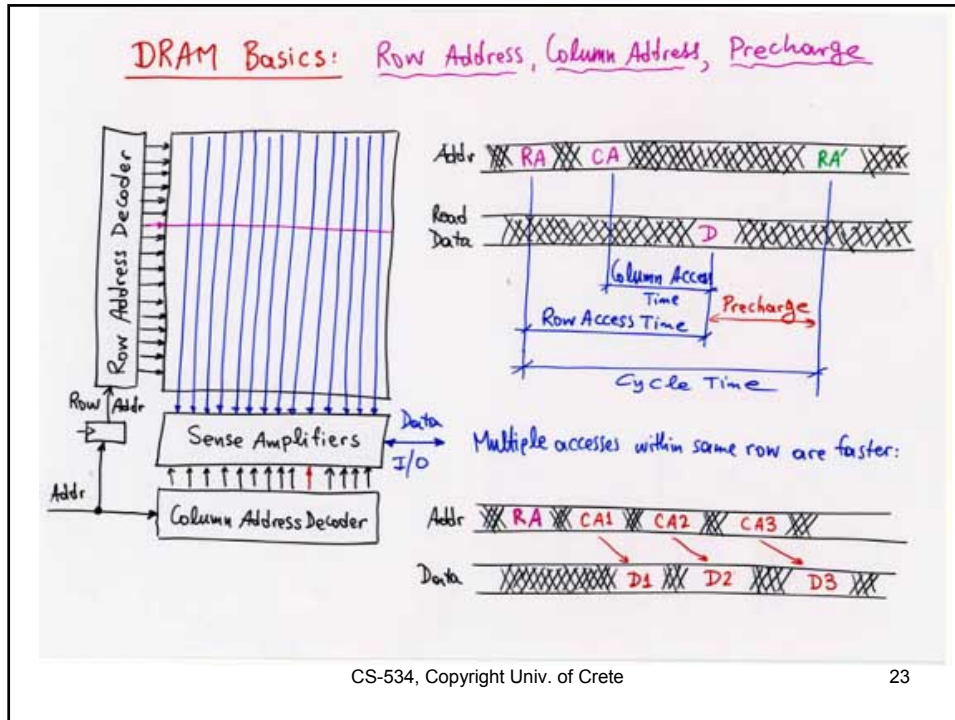 DRAM Basics: Row Address, Column Address, Precharge
Row Address Decoder
Row Addr
Addr
Sense Amplifiers
Column Address Decoder
Data
I/O
Addr RA CA RA'
Read
Data D
Column Access
Time
Precharge
Row Access Time
Cycle Time
Multiple accesses within same row are faster:
Addr RA CA1 CA2 CA3
Data D1 D2 D3
CS-534, Copyright Univ. of Crete 23